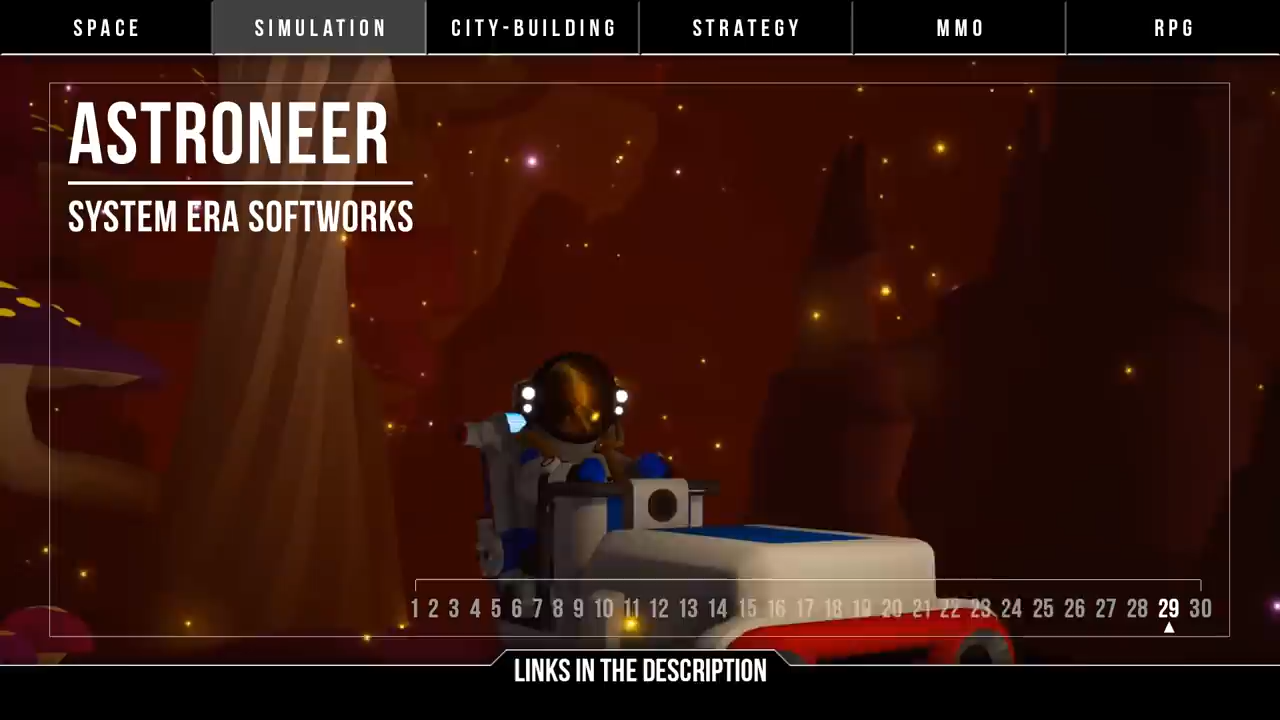 SPACE SIMULATION CITY-BUILDING STRATEGY MMO RPG
ASTRONEER
SYSTEM ERA SOFTWORKS
1 2 3 4 5 6 7 8 9 10 11 12 13 14 15 16 17 18 19 20 21 22 23 24 25 26 27 28 29 30
LINKS IN THE DESCRIPTION